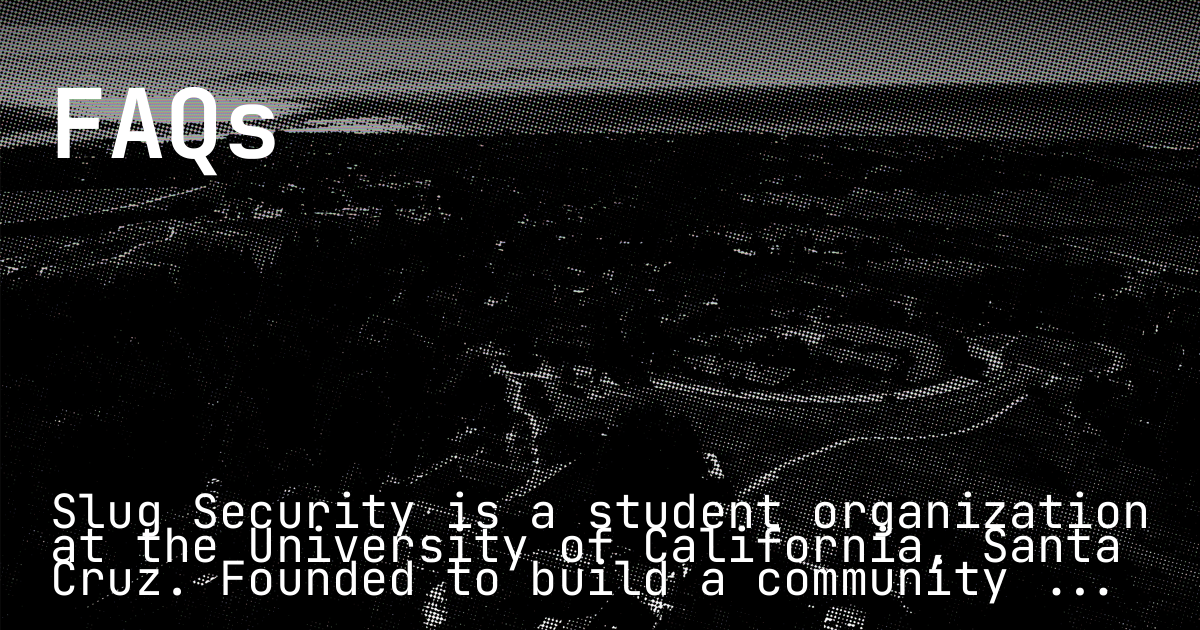 FAQs
Slug Security is a student organization
at the University of California, Santa
Cruz. Founded to build a community ...